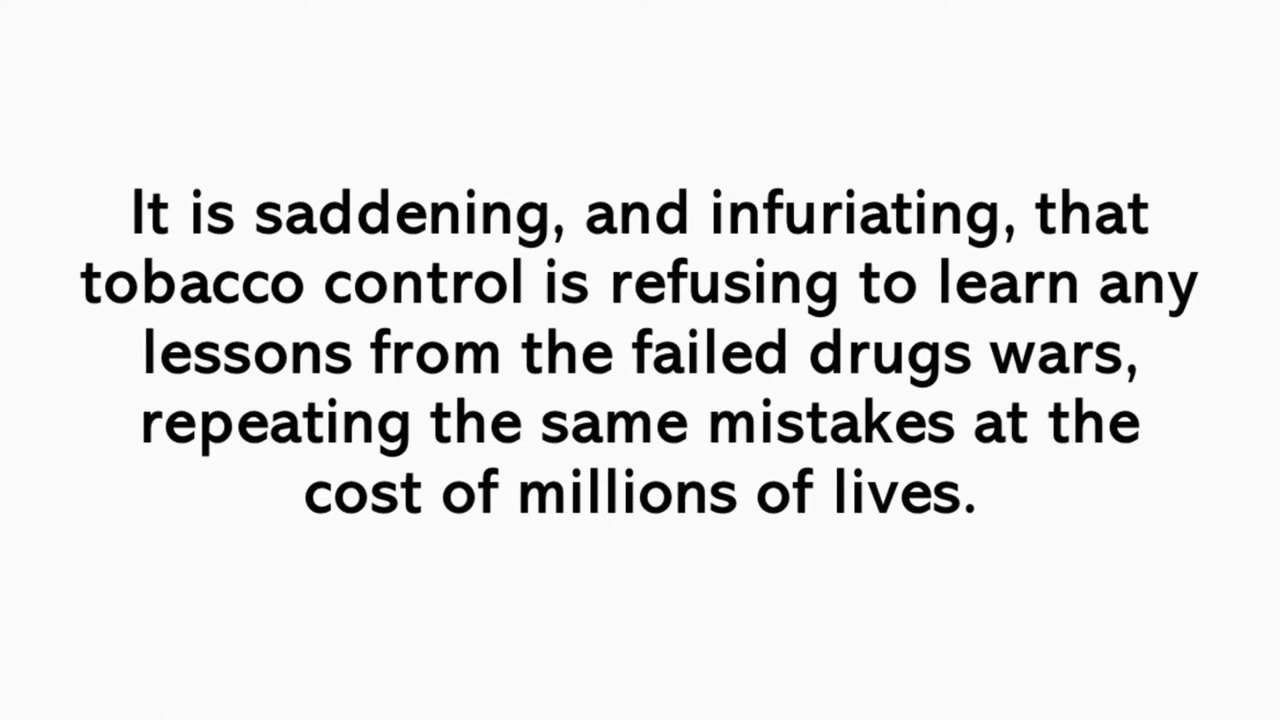 It is saddening, and infuriating, that
tobacco control is refusing to learn any
lessons from the failed drugs wars,
repeating the same mistakes at the
cost of millions of lives.